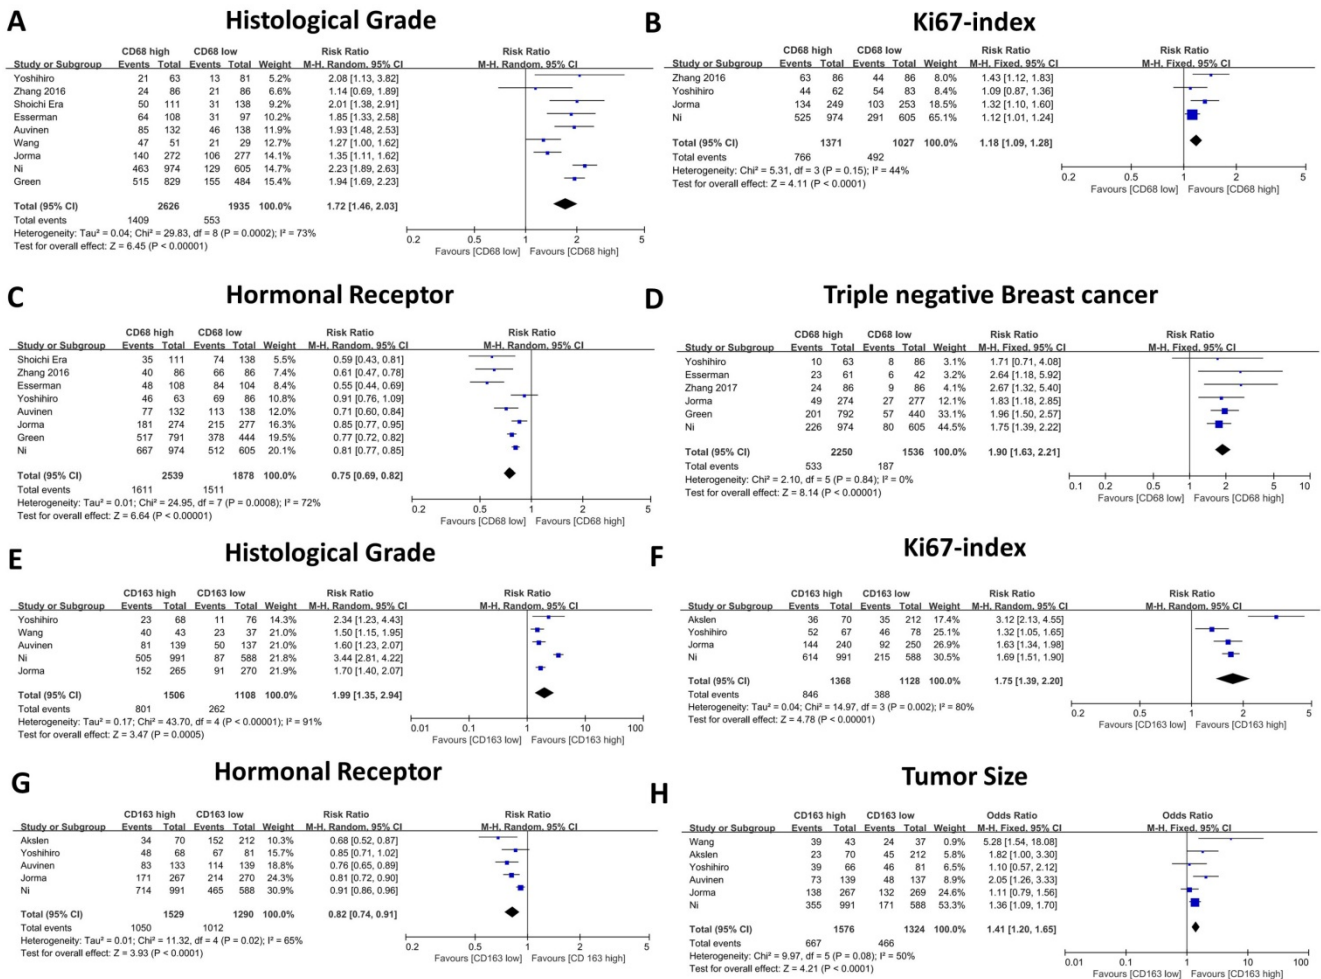 A Histological Grade
CD68 high CD68 low Risk Ratio Risk Ratio
Study or Subgroup Events Total Events Total Weight M-H, Random, 95% CI M-H, Random, 95% CI
Yoshihiro 21 63 13 81 5.2% 2.08 [1.13, 3.82]
Zhang 2016 24 86 21 86 6.6% 1.14 [0.69, 1.89]
Shoichi Era 50 111 31 138 9.2% 2.01 [1.38, 2.91]
Esserman 64 108 31 97 10.2% 1.85 [1.33, 2.58]
Auvinen 85 132 46 138 11.9% 1.93 [1.48, 2.53]
Wang 47 51 21 29 12.7% 1.27 [1.00, 1.62]
Jorma 140 272 106 277 14.1% 1.35 [1.11, 1.62]
Ni 463 974 129 605 14.7% 2.23 [1.89, 2.63]
Green 515 829 155 484 15.4% 1.94 [1.69, 2.23]
Total (95% CI) 2626 1935 100.0% 1.72 [1.46, 2.03]
Total events 1409 553
Heterogeneity: Tau² = 0.04; Chi² = 29.83, df = 8 (P = 0.0002); I² = 73%
Test for overall effect: Z = 6.45 (P < 0.00001)
0.2 0.5 1 2 5
Favours [CD68 low] Favours [CD68 high]
B Ki67-index
CD68 high CD68 low Risk Ratio Risk Ratio
Study or Subgroup Events Total Events Total Weight M-H, Fixed, 95% CI M-H, Fixed, 95% CI
Zhang 2016 63 86 44 86 8.0% 1.43 [1.12, 1.83]
Yoshihiro 44 62 54 83 8.4% 1.09 [0.87, 1.36]
Jorma 134 249 103 253 18.5% 1.32 [1.10, 1.60]
Ni 525 974 291 605 65.1% 1.12 [1.01, 1.24]
Total (95% CI) 1371 1027 100.0% 1.18 [1.09, 1.28]
Total events 766 492
Heterogeneity: Chi² = 5.31, df = 3 (P = 0.15); I² = 44%
Test for overall effect: Z = 4.11 (P < 0.0001)
0.2 0.5 1 2 5
Favours [CD68 low] Favours [CD68 high]
C Hormonal Receptor
CD68 high CD68 low Risk Ratio Risk Ratio
Study or Subgroup Events Total Events Total Weight M-H, Random, 95% CI M-H, Random, 95% CI
Shoichi Era 35 111 74 138 5.5% 0.59 [0.43, 0.81]
Zhang 2016 40 86 66 86 7.4% 0.61 [0.47, 0.78]
Esserman 48 108 84 104 8.3% 0.55 [0.44, 0.69]
Yoshihiro 46 63 69 86 10.9% 0.91 [0.76, 1.09]
Auvinen 77 132 113 138 12.0% 0.71 [0.60, 0.84]
Jorma 181 274 215 277 16.3% 0.85 [0.77, 0.95]
Green 517 791 378 444 19.5% 0.77 [0.72, 0.82]
Ni 667 974 512 605 20.1% 0.81 [0.77, 0.85]
Total (95% CI) 2539 1878 100.0% 0.75 [0.69, 0.82]
Total events 1611 1511
Heterogeneity: Tau² = 0.01; Chi² = 24.95, df = 7 (P = 0.0008); I² = 72%
Test for overall effect: Z = 6.64 (P < 0.00001)
0.2 0.5 1 2 5
Favours [CD68 low] Favours [CD68 high]
D Triple negative Breast cancer
CD68 high CD68 low Risk Ratio Risk Ratio
Study or Subgroup Events Total Events Total Weight M-H, Fixed, 95% CI M-H, Fixed, 95% CI
Yoshihiro 10 63 8 86 3.1% 1.71 [0.71, 4.08]
Esserman 23 61 6 42 3.2% 2.64 [1.18, 5.92]
Zhang 2017 24 86 9 86 4.1% 2.67 [1.32, 5.40]
Jorma 49 274 27 277 12.1% 1.83 [1.18, 2.85]
Green 201 792 57 440 33.1% 1.96 [1.50, 2.57]
Ni 226 974 80 605 44.5% 1.75 [1.39, 2.22]
Total (95% CI) 2250 1536 100.0% 1.90 [1.63, 2.21]
Total events 533 187
Heterogeneity: Chi² = 2.10, df = 5 (P = 0.84); I² = 0%
Test for overall effect: Z = 8.14 (P < 0.00001)
0.1 0.2 0.5 1 2 5 10
Favours [CD68 low] Favours [CD68 high]
E Histological Grade
CD163 high CD163 low Risk Ratio Risk Ratio
Study or Subgroup Events Total Events Total Weight M-H, Random, 95% CI M-H, Random, 95% CI
Yoshihiro 23 68 11 76 14.3% 2.34 [1.23, 4.43]
Wang 40 43 23 37 21.0% 1.50 [1.15, 1.95]
Auvinen 81 139 50 137 21.0% 1.60 [1.23, 2.07]
Ni 505 991 87 588 21.8% 3.44 [2.81, 4.22]
Jorma 152 265 91 270 21.9% 1.70 [1.40, 2.07]
Total (95% CI) 1506 1108 100.0% 1.99 [1.35, 2.94]
Total events 801 262
Heterogeneity: Tau² = 0.17; Chi² = 43.70, df = 4 (P < 0.00001); I² = 91%
Test for overall effect: Z = 3.47 (P = 0.0005)
0.01 0.1 1 10 100
Favours [CD163 low] Favours [CD163 high]
F Ki67-index
CD163 high CD163 low Risk Ratio Risk Ratio
Study or Subgroup Events Total Events Total Weight M-H, Random, 95% CI M-H, Random, 95% CI
Akslen 36 70 35 212 17.4% 3.12 [2.13, 4.55]
Yoshihiro 52 67 46 78 25.1% 1.32 [1.05, 1.65]
Jorma 144 240 92 250 26.9% 1.63 [1.34, 1.98]
Ni 614 991 215 588 30.5% 1.69 [1.51, 1.90]
Total (95% CI) 1368 1128 100.0% 1.75 [1.39, 2.20]
Total events 846 388
Heterogeneity: Tau² = 0.04; Chi² = 14.97, df = 3 (P = 0.002); I² = 80%
Test for overall effect: Z = 4.78 (P < 0.00001)
0.2 0.5 1 2 5
Favours [CD163 low] Favours [CD163 high]
G Hormonal Receptor
CD163 high CD163 low Risk Ratio Risk Ratio
Study or Subgroup Events Total Events Total Weight M-H, Random, 95% CI M-H, Random, 95% CI
Akslen 34 70 152 212 10.3% 0.68 [0.52, 0.87]
Yoshihiro 48 68 67 81 15.7% 0.85 [0.71, 1.02]
Auvinen 83 133 114 139 18.8% 0.76 [0.65, 0.89]
Jorma 171 267 214 270 24.3% 0.81 [0.72, 0.90]
Ni 714 991 465 588 30.9% 0.91 [0.86, 0.96]
Total (95% CI) 1529 1290 100.0% 0.82 [0.74, 0.91]
Total events 1050 1012
Heterogeneity: Tau² = 0.01; Chi² = 11.32, df = 4 (P = 0.02); I² = 65%
Test for overall effect: Z = 3.93 (P < 0.0001)
0.1 0.2 0.5 1 2 5 10
Favours [CD163 low] Favours [CD 163 high]
H Tumor Size
CD163 high CD163 low Odds Ratio Odds Ratio
Study or Subgroup Events Total Events Total Weight M-H, Fixed, 95% CI M-H, Fixed, 95% CI
Wang 39 43 24 37 0.9% 5.28 [1.54, 18.08]
Akslen 23 70 45 212 5.8% 1.82 [1.00, 3.30]
Yoshihiro 39 66 46 81 6.9% 1.10 [0.57, 2.12]
Auvinen 73 139 48 137 8.5% 2.05 [1.26, 3.33]
Jorma 138 267 132 269 24.6% 1.11 [0.79, 1.56]
Ni 355 991 171 588 53.3% 1.36 [1.09, 1.70]
Total (95% CI) 1576 1324 100.0% 1.41 [1.20, 1.65]
Total events 667 466
Heterogeneity: Chi² = 9.97, df = 5 (P = 0.08); I² = 50%
Test for overall effect: Z = 4.21 (P < 0.0001)
0.01 0.1 1 10 100
Favours [CD163 low] Favours [CD163 high]